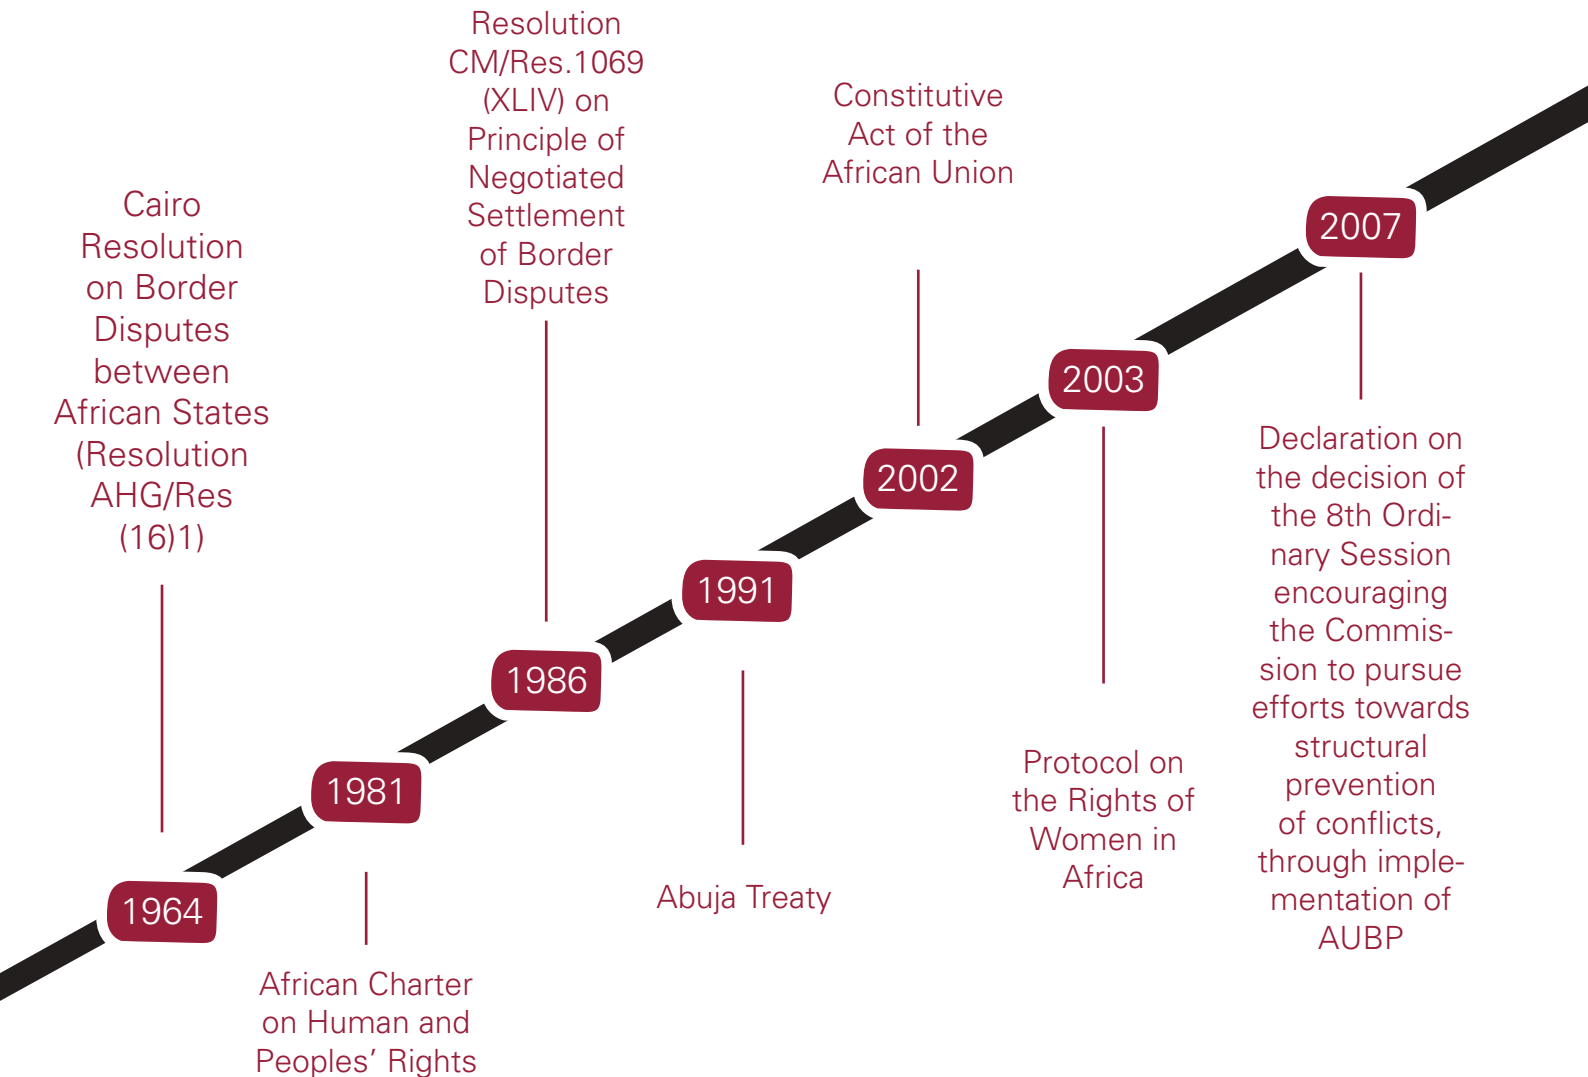 Cairo
Resolution
on Border
Disputes
between
African States
(Resolution
AHG/Res
(16)1)
1964
1981
African Charter
on Human and
Peoples’ Rights
Resolution
CM/Res.1069
(XLIV) on
Principle of
Negotiated
Settlement
of Border
Disputes
1986
1991
Abuja Treaty
Constitutive
Act of the
African Union
2002
2003
Protocol on
the Rights of
Women in
Africa
2007
Declaration on
the decision of
the 8th Ordi-
nary Session
encouraging
the Commis-
sion to pursue
efforts towards
structural
prevention
of conflicts,
through imple-
mentation of
AUBP